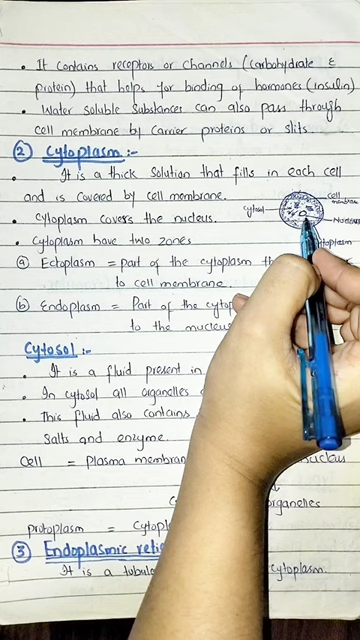 • It contains receptors or channels (carbohydrate &
protein) that helps for binding of hormones (insulin)
• Water soluble substances can also pass through
cell membrane by carrier proteins or slits.
② Cytoplasm :-
• It is a thick solution that fills in each cell
and is covered by cell membrane.
• cytoplasm covers the nucleus.
• cytoplasm have two zones
cytosol
cell
Nucleus
ⓐ Ectoplasm = part of the cytoplasm
to cell membrane.
ⓑ Endoplasm = Part of the
to the
Cytosol :-
• It is a fluid present in
• In cytosol all organelles
• This fluid also contains
salts and enzyme.
Cell = Plasma
organelles
protoplasm =
③ Endoplasmic
It is a cytoplasm.